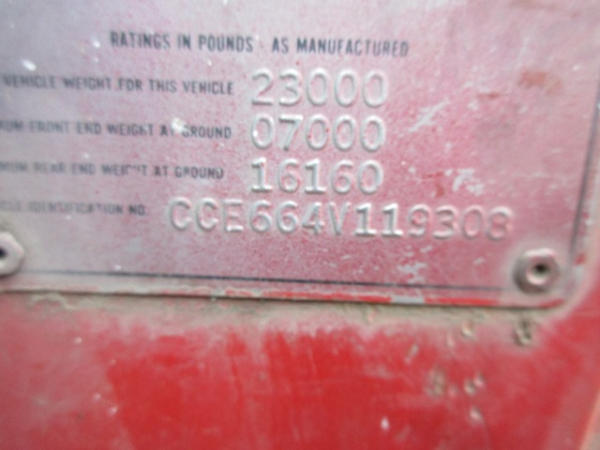 RATINGS IN POUNDS - AS MANUFACTURED
VEHICLE WEIGHT FOR THIS VEHICLE 23000
FRONT END WEIGHT AT GROUND 07000
REAR END WEIGHT AT GROUND 16160
IDENTIFICATION NO. CCE664V119308